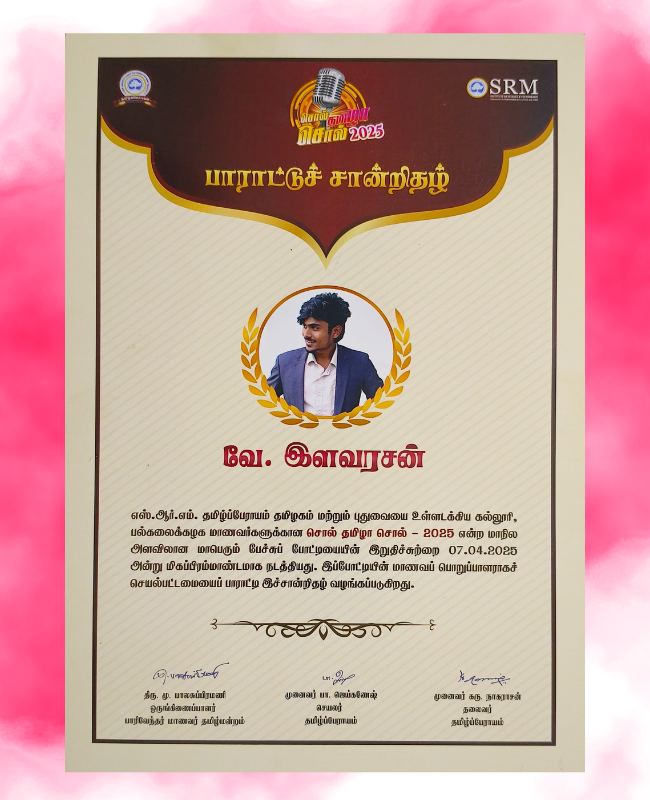 SRM
சொல்
தமிழா
சொல் 2025
பாராட்டுச் சான்றிதழ்
வே. இளவரசன்
எஸ்.ஆர்.எம். தமிழ்ப்பேராயம் தமிழகம் மற்றும் புதுவையை உள்ளடக்கிய கல்லூரி,
பல்கலைக்கழக மாணவர்களுக்கான சொல் தமிழா சொல் – 2025 என்ற மாநில
அளவிலான மாபெரும் பேச்சுப் போட்டியையின் இறுதிச்சுற்றை 07.04.2025
அன்று மிகப்பிரம்மாண்டமாக நடத்தியது. இப்போட்டியின் மாணவப் பொறுப்பாளராகச்
செயல்பட்டமையைப் பாராட்டி இச்சான்றிதழ் வழங்கப்படுகிறது.
திரு. மு. பாலசுப்பிரமணி
ஒருங்கிணைப்பாளர்
பாரிவேந்தர் மாணவர் தமிழ்மன்றம்
முனைவர் பா. ஜெய்கணேஷ்
செயலர்
தமிழ்ப்பேராயம்
முனைவர் கரு. நாகராசன்
தலைவர்
தமிழ்ப்பேராயம்